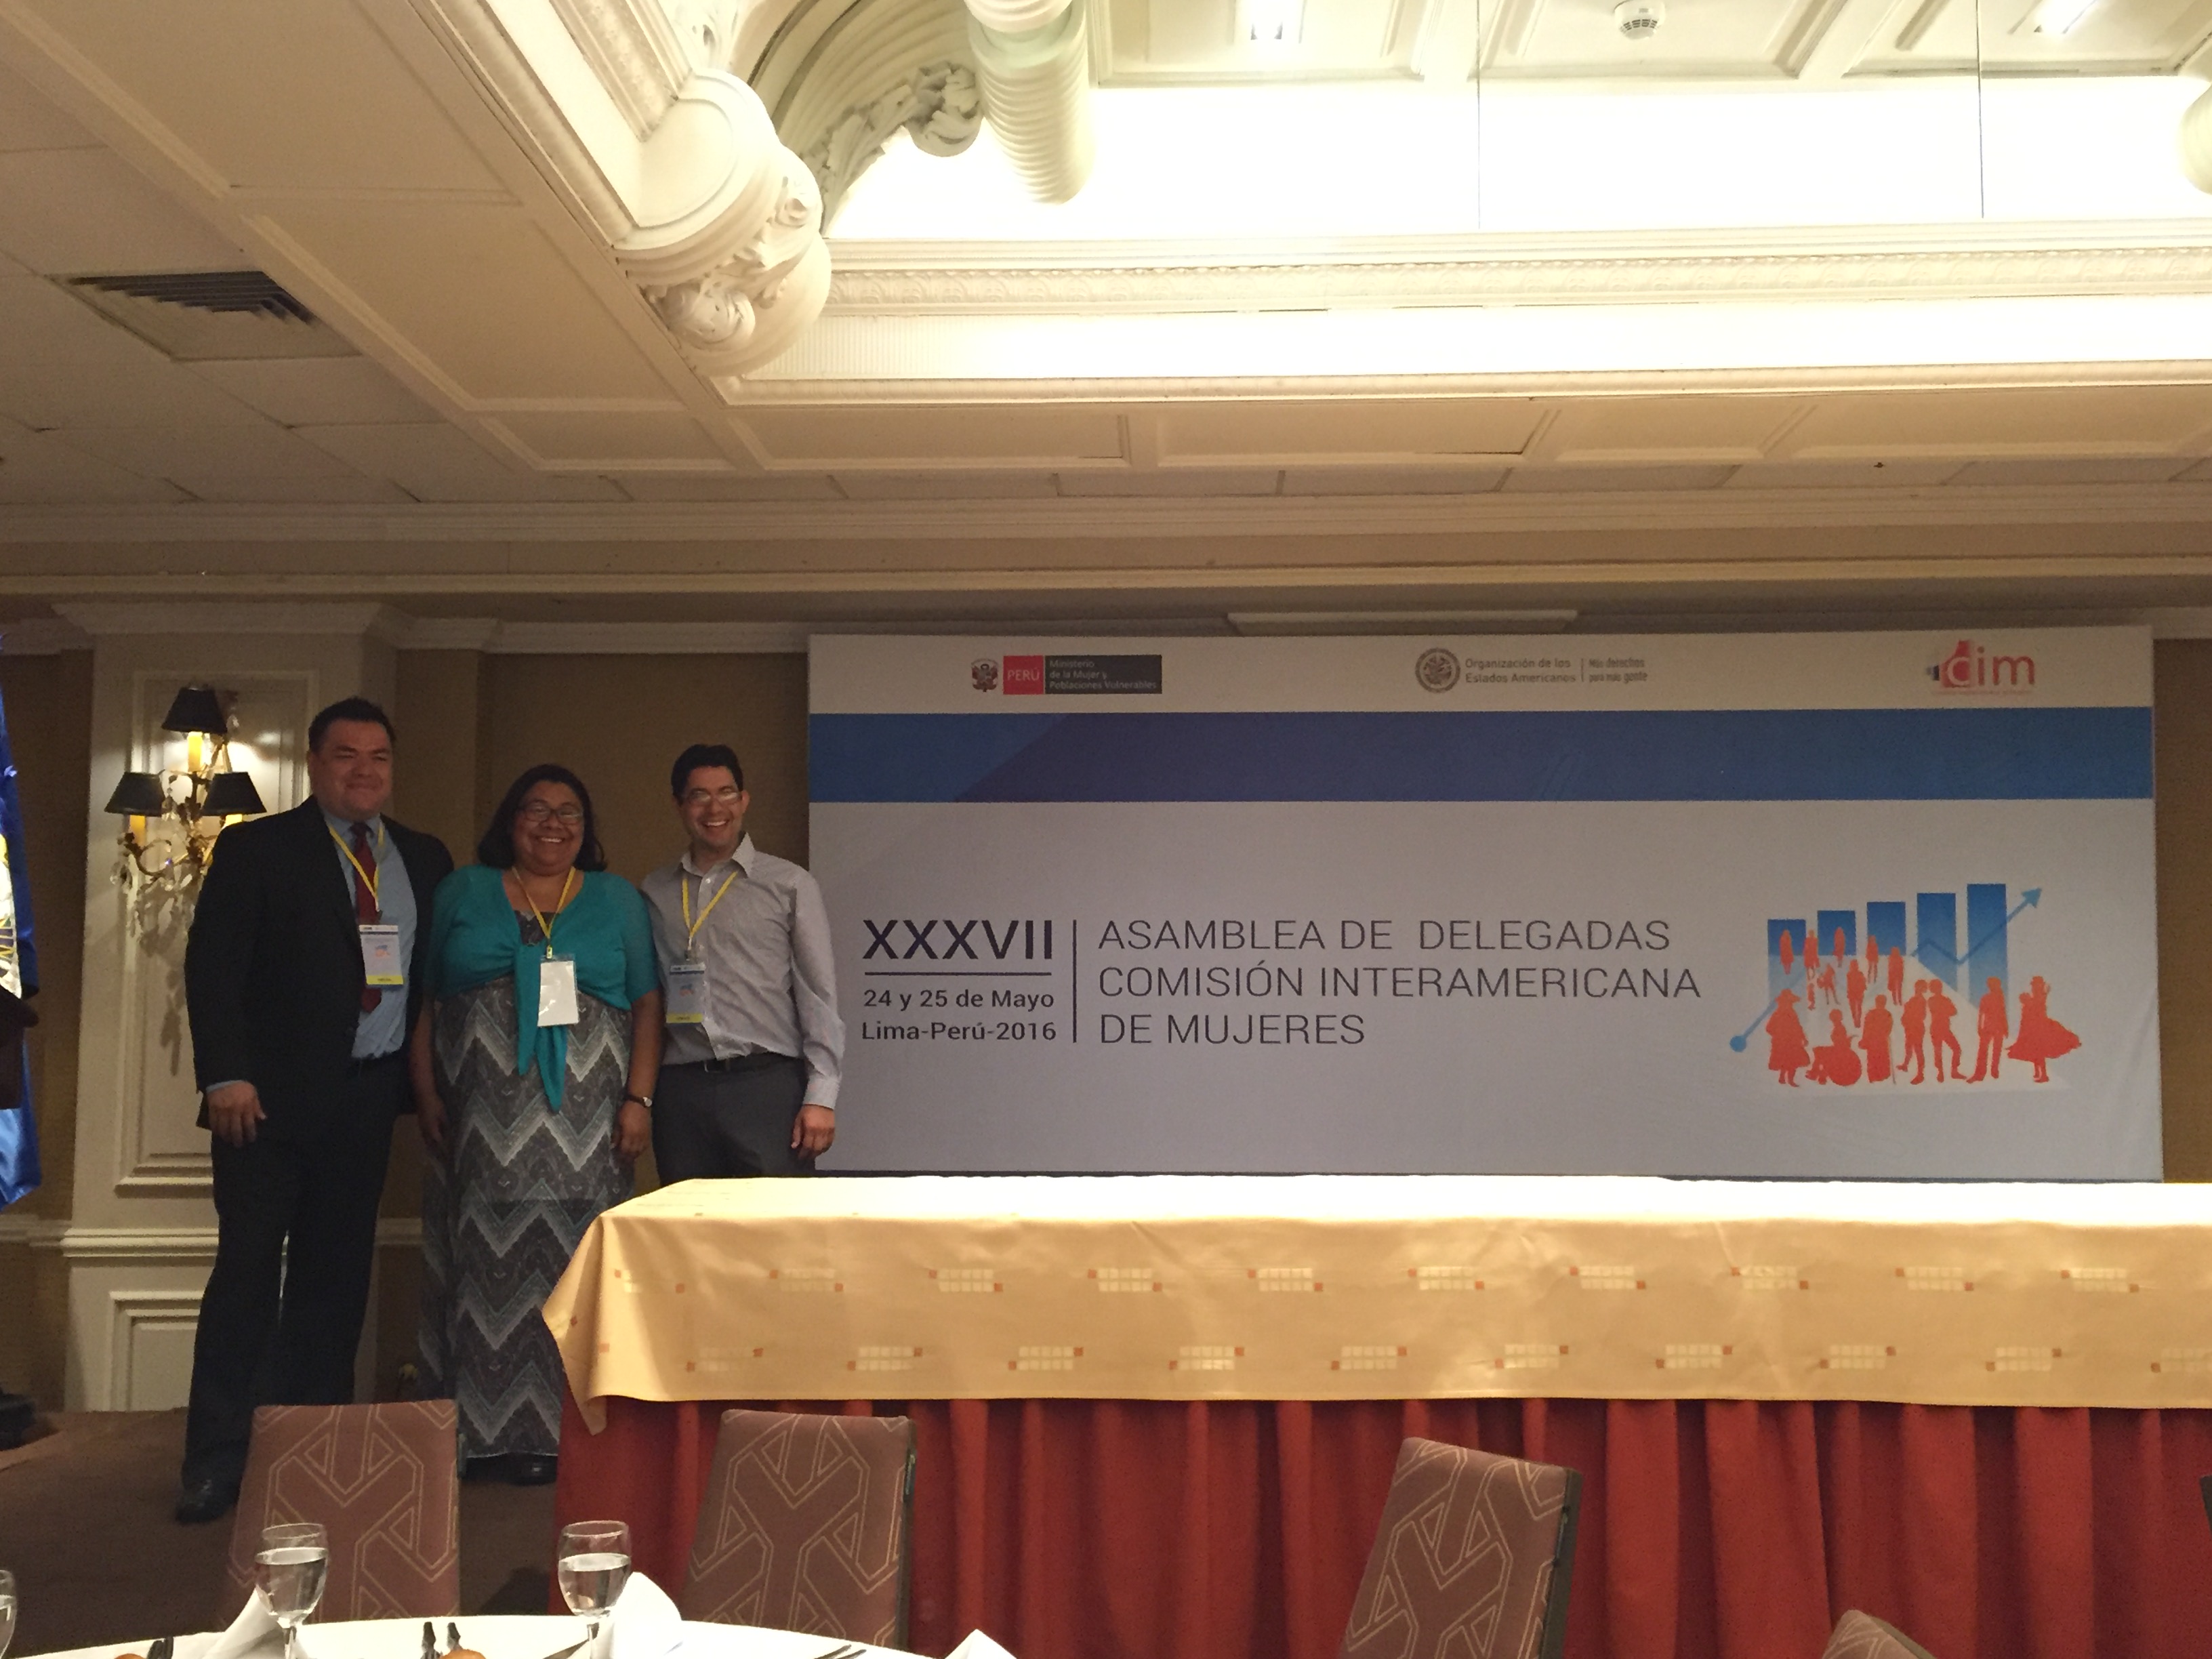 PERÚ
Ministerio
de la Mujer y
Poblaciones Vulnerables
Organización de los
Estados Americanos
Más derechos
para más gente
cim
XXXVII
24 y 25 de Mayo
Lima-Perú-2016
ASAMBLEA DE DELEGADAS
COMISIÓN INTERAMERICANA
DE MUJERES